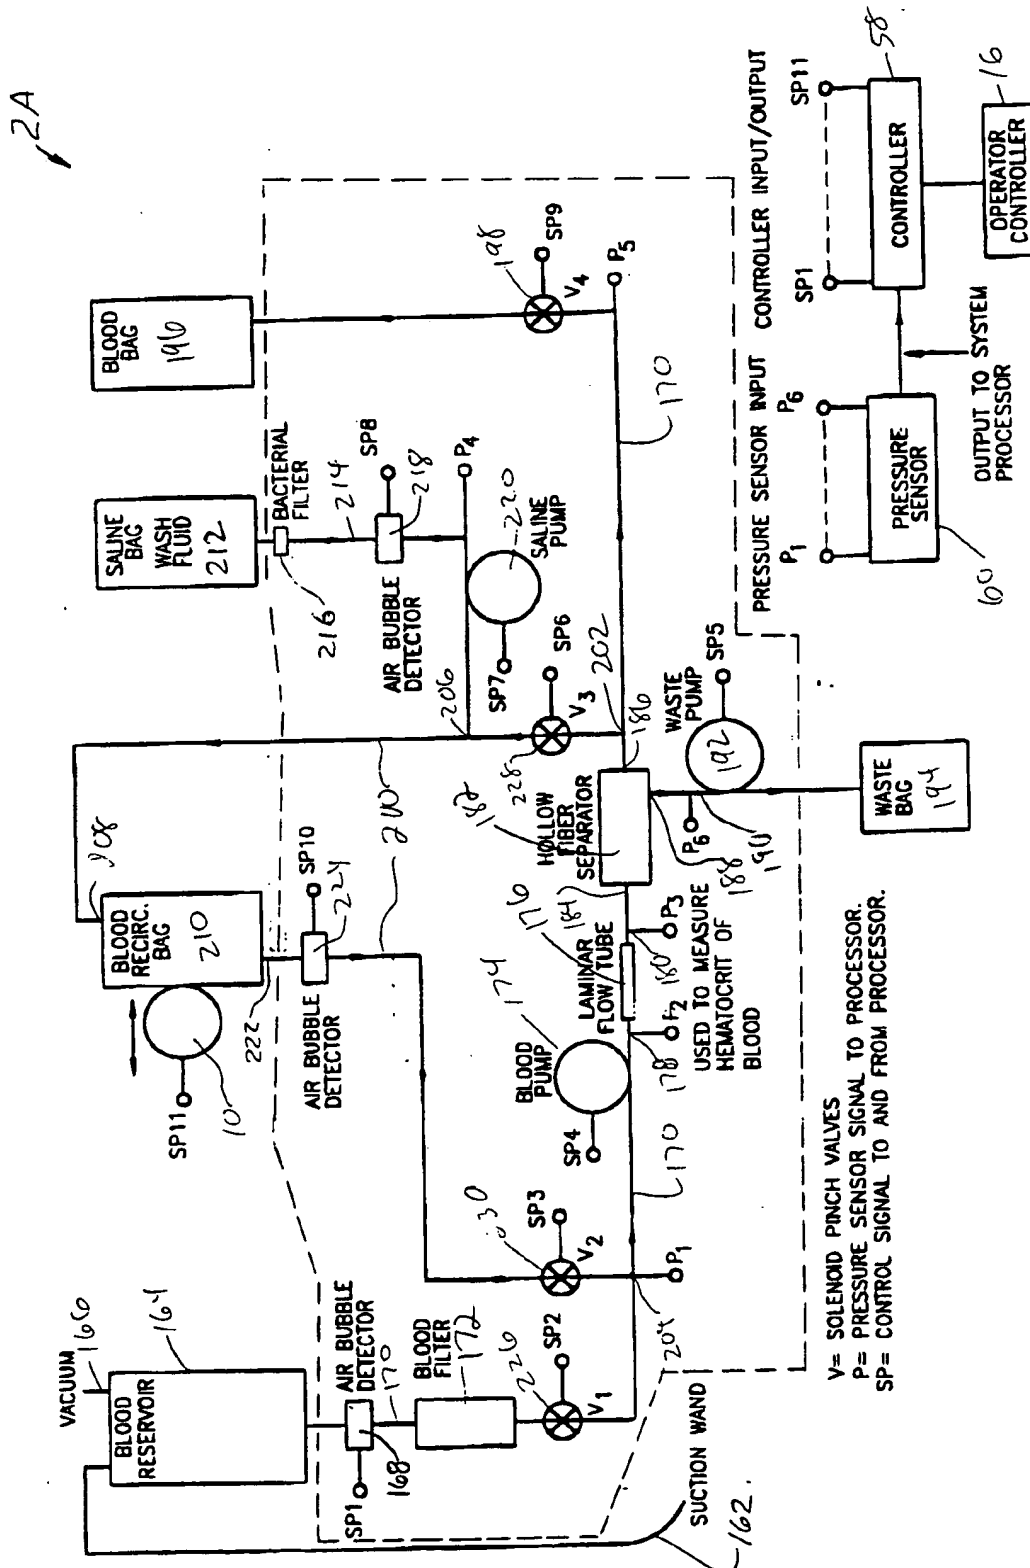 2A
VACUUM 166
BLOOD
RESERVOIR
164
SP1
168
AIR BUBBLE
DETECTOR
170
BLOOD
FILTER
172
226
SP2
V1
204
SUCTION WAND
162.
SP11
10
BLOOD
RECIRC.
BAG
210
208
222
224
SP10
AIR BUBBLE
DETECTOR
200
SP3
V2
P1
SP4
BLOOD
PUMP
174
170
178
P2
LAMINAR
FLOW TUBE
176
180
P3
USED TO MEASURE
HEMATOCRIT OF
BLOOD
184
HOLLOW
FIBER
SEPARATOR
182
186
188
190
P6
WASTE
PUMP
192
SP5
WASTE
BAG
194
228
V3
SP6
202
206
SALINE
BAG
WASH
FLUID
212
BACTERIAL
FILTER
216
214
SP8
218
AIR BUBBLE
DETECTOR
P4
220
SALINE
PUMP
SP7
BLOOD
BAG
196
198
SP9
V4
P5
170
PRESSURE SENSOR INPUT
CONTROLLER INPUT/OUTPUT
P1
P6
PRESSURE
SENSOR
60
OUTPUT TO SYSTEM
PROCESSOR
SP1
SP11
CONTROLLER
58
OPERATOR
CONTROLLER
16
V= SOLENOID PINCH VALVES
P= PRESSURE SENSOR SIGNAL TO PROCESSOR.
SP= CONTROL SIGNAL TO AND FROM PROCESSOR.